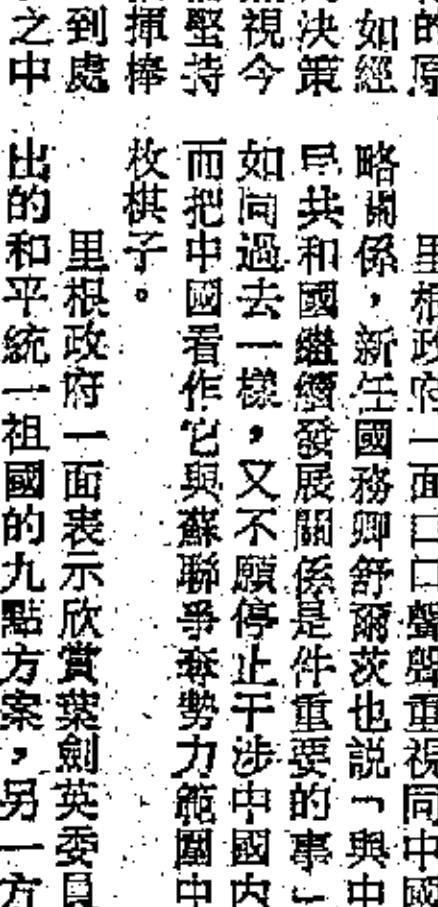 的原
如經
決策
視今
堅持
揮棒
到處
之中
里根政府一面口口聲聲重視同中國
略關係，新任國務卿舒爾茨也説「與中
民共和國繼續發展關係是件重要的事」
如同過去一樣，又不願停止干涉中國內
而把中國看作它與蘇聯爭奪勢力範圍中
枚棋子。
里根政府一面表示欣賞葉劍英委員
出的和平統一祖國的九點方案，另一方